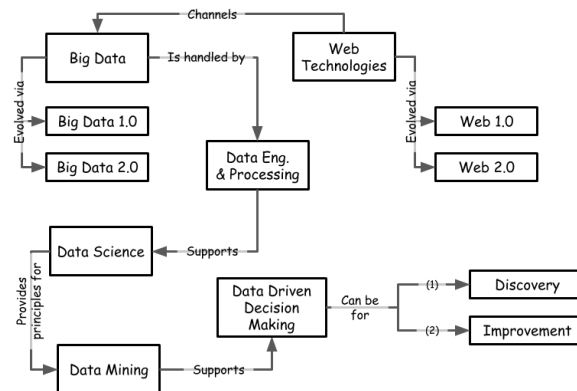 Channels
Big Data
Is handled by
Web
Technologies
Evolved via
Big Data 1.0
Big Data 2.0
Evolved via
Web 1.0
Web 2.0
Data Eng.
& Processing
Data Science
Supports
Provides
principles for
Data Driven
Decision
Making
Can be
for
(1)
Discovery
(2)
Improvement
Data Mining
Supports